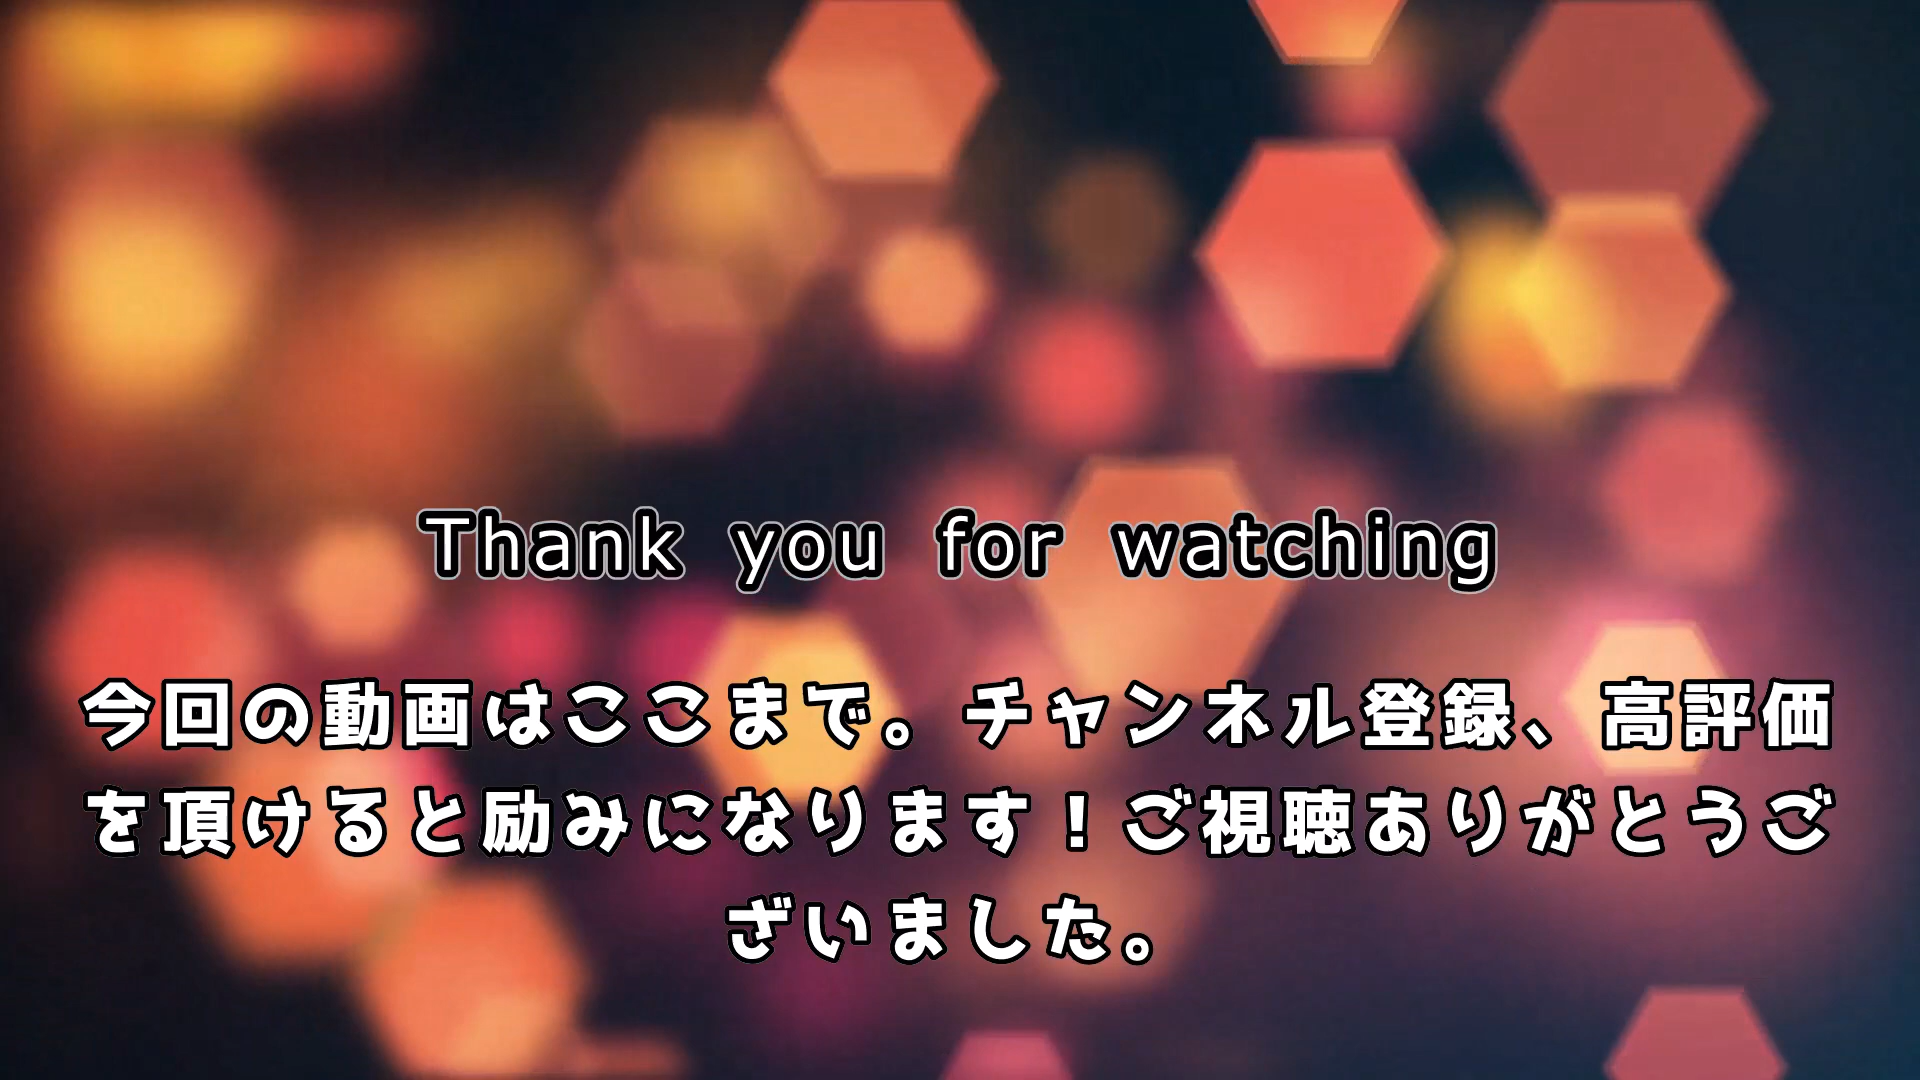 Thank you for watching
今回の動画はここまで。チャンネル登録、高評価
を頂けると励みになります！ご視聴ありがとうご
ざいました。